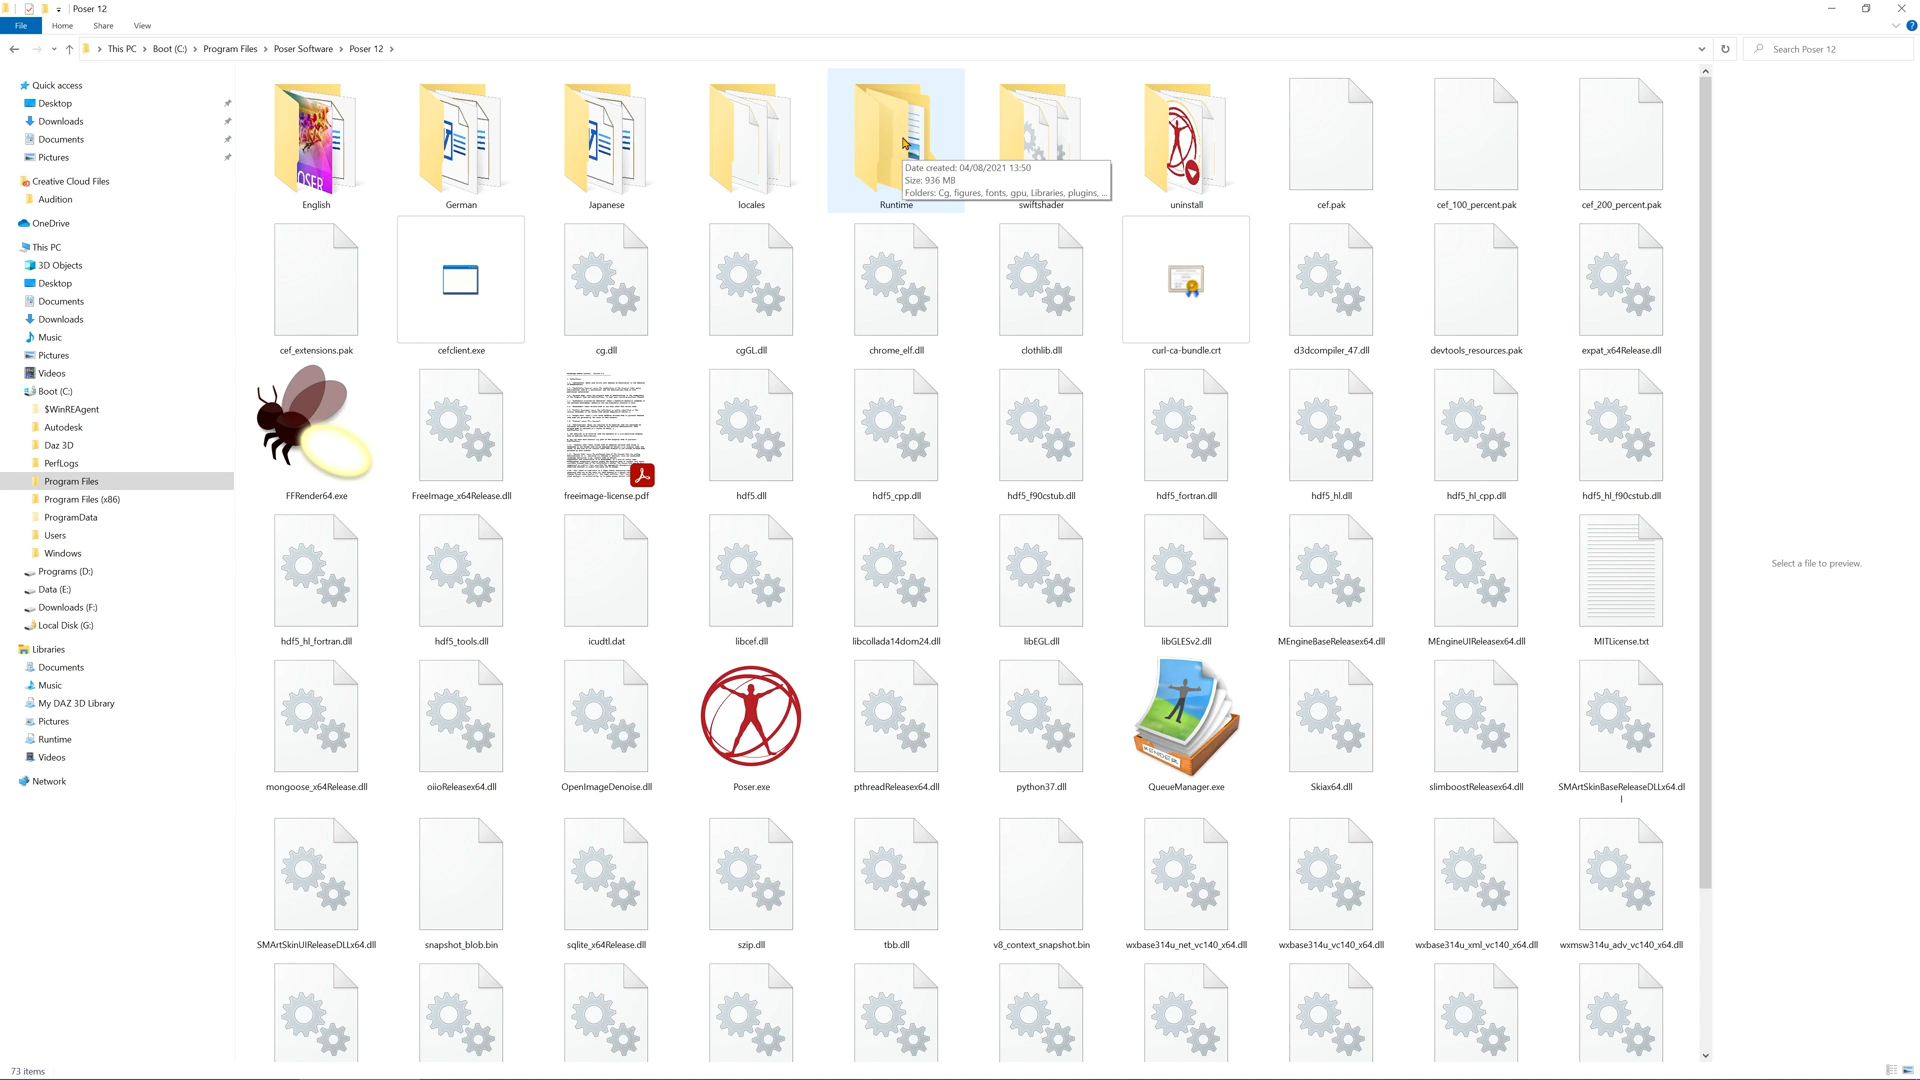 Poser 12
File Home Share View
This PC Boot (C:) Program Files Poser Software Poser 12
Search Poser 12
Quick access
Desktop
Downloads
Documents
Pictures
Creative Cloud Files
Audition
OneDrive
This PC
3D Objects
Desktop
Documents
Downloads
Music
Pictures
Videos
Boot (C:)
$WinREAgent
Autodesk
Daz 3D
PerfLogs
Program Files
Program Files (x86)
ProgramData
Users
Windows
Programs (D:)
Data (E:)
Downloads (F:)
Local Disk (G:)
Libraries
Documents
Music
My DAZ 3D Library
Pictures
Runtime
Videos
Network
Date created: 04/08/2021 13:50
Size: 936 MB
Folders: Cg, figures, fonts, gpu, Libraries, plugins, ...
English German Japanese locales Runtime swiftshader uninstall cef.pak cef_100_percent.pak cef_200_percent.pak
cef_extensions.pak cefclient.exe cg.dll cgGL.dll chrome_elf.dll clothlib.dll curl-ca-bundle.crt d3dcompiler_47.dll devtools_resources.pak expat_x64Release.dll
FFRender64.exe FreeImage_x64Release.dll freeimage-license.pdf hdf5.dll hdf5_cpp.dll hdf5_f90cstub.dll hdf5_fortran.dll hdf5_hl.dll hdf5_hl_cpp.dll hdf5_hl_f90cstub.dll
hdf5_hl_fortran.dll hdf5_tools.dll icudtl.dat libcef.dll libcollada14dom24.dll libEGL.dll libGLESv2.dll MEngineBaseReleasex64.dll MEngineUIReleasex64.dll MITLicense.txt
mongoose_x64Release.dll oiioReleasex64.dll OpenImageDenoise.dll Poser.exe pthreadReleasex64.dll python37.dll QueueManager.exe Skiax64.dll slimboostReleasex64.dll SMArtSkinBaseReleaseDLLx64.dl
l
SMArtSkinUIReleaseDLLx64.dll snapshot_blob.bin sqlite_x64Release.dll szip.dll tbb.dll v8_context_snapshot.bin wxbase314u_net_vc140_x64.dll wxbase314u_vc140_x64.dll wxbase314u_xml_vc140_x64.dll wxmsw314u_adv_vc140_x64.dll
Select a file to preview.
73 items